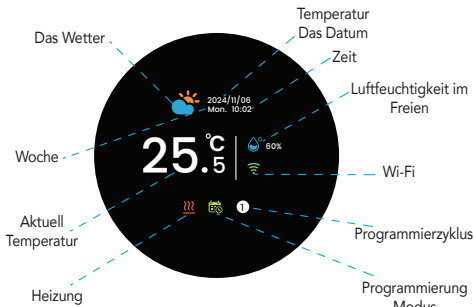 Temperatur
Das Datum
Das Wetter
Zeit
2024/11/06
Mon. 10:02
Luftfeuchtigkeit im
Freien
60%
25.5 °C
Woche
Wi-Fi
1
Aktuell
Temperatur
Programmierzyklus
Heizung
Programmierung
Modus